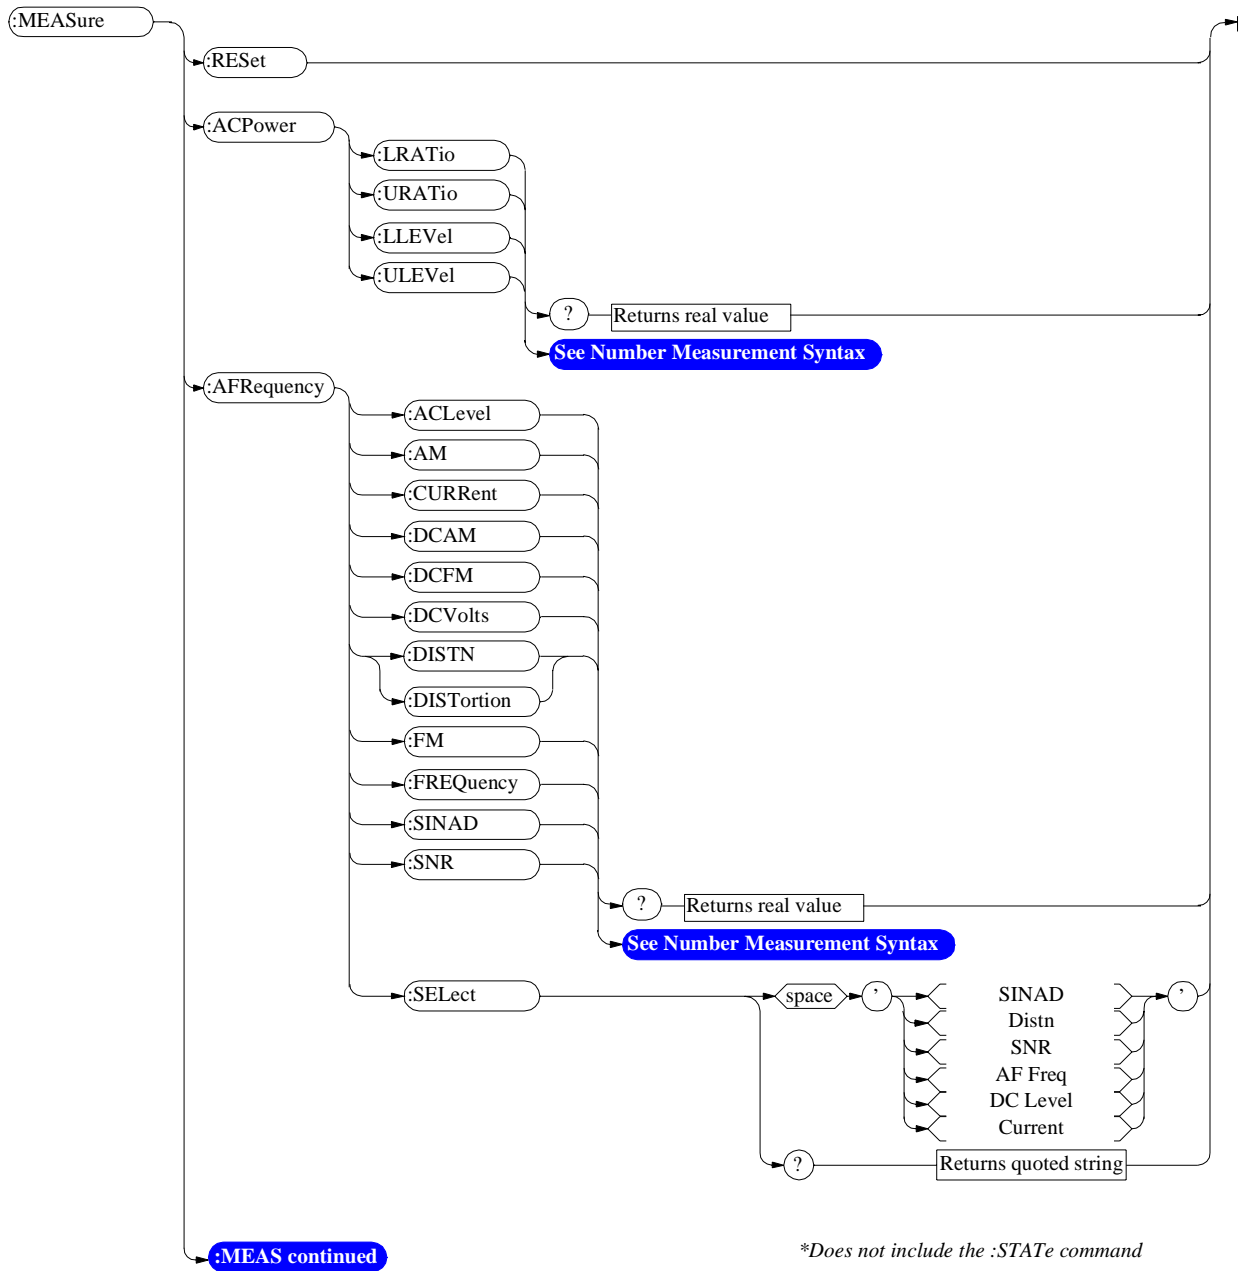 :MEASure
:RESet
:ACPower
:LRATio
:URATio
:LLEVel
:ULEVel
? Returns real value
See Number Measurement Syntax
:AFRequency
:ACLevel
:AM
:CURRent
:DCAM
:DCFM
:DCVolts
:DISTN
:DISTortion
:FM
:FREQuency
:SINAD
:SNR
? Returns real value
See Number Measurement Syntax
:SELect space ’ SINAD ’
Distn
SNR
AF Freq
DC Level
Current
? Returns quoted string
:MEAS continued
*Does not include the :STATe command